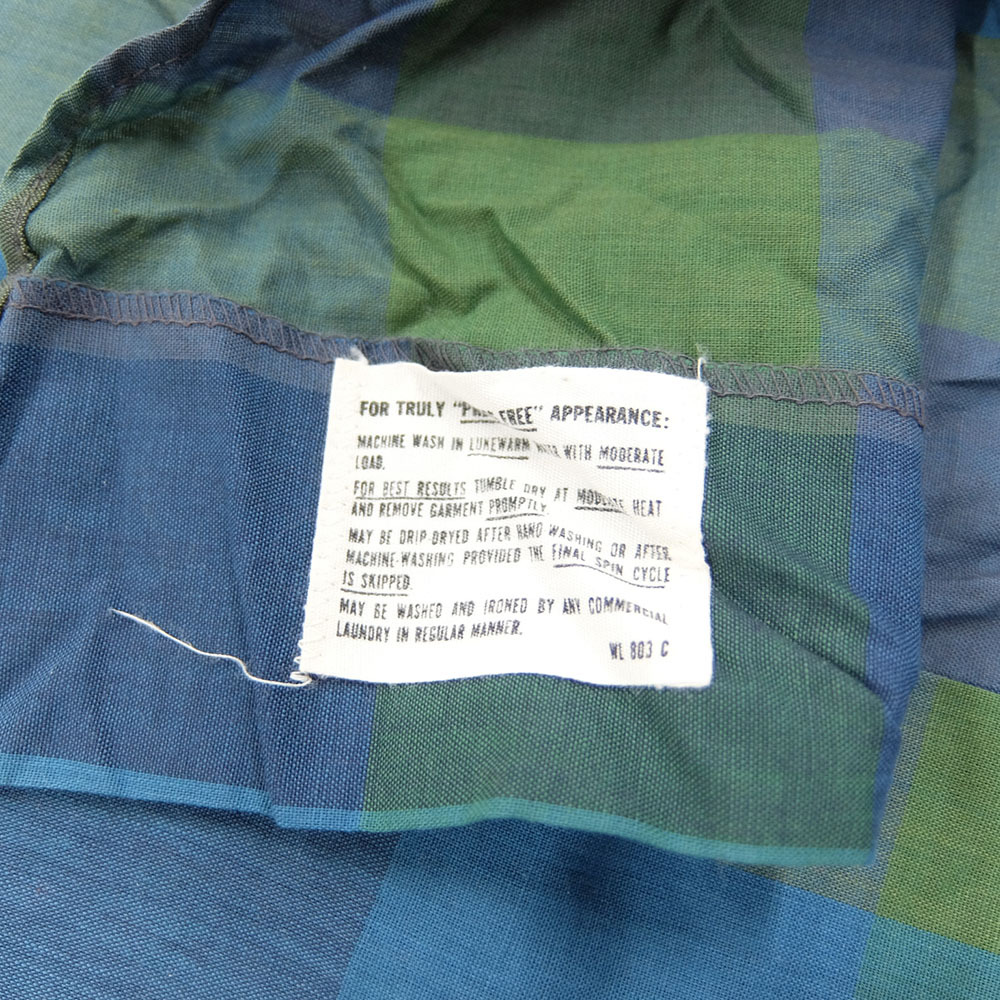 FOR TRULY "PRESS FREE" APPEARANCE:
MACHINE WASH IN LUKEWARM WATER WITH MODERATE
LOAD.
FOR BEST RESULTS TUMBLE DRY AT MODERATE HEAT
AND REMOVE GARMENT PROMPTLY.
MAY BE DRIP-DRYED AFTER HAND WASHING OR AFTER
MACHINE-WASHING PROVIDED THE FINAL SPIN CYCLE
IS SKIPPED.
MAY BE WASHED AND IRONED BY ANY COMMERCIAL
LAUNDRY IN REGULAR MANNER.
WL 803 C